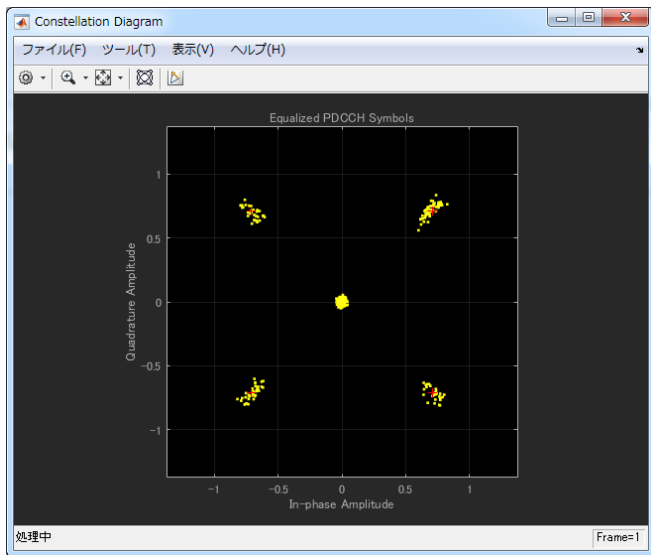 Constellation Diagram
ファイル(F) ツール(T) 表示(V) ヘルプ(H)
Equalized PDCCH Symbols
1
0.5
0
-0.5
-1
Quadrature Amplitude
-1 -0.5 0 0.5 1
In-phase Amplitude
処理中 Frame=1